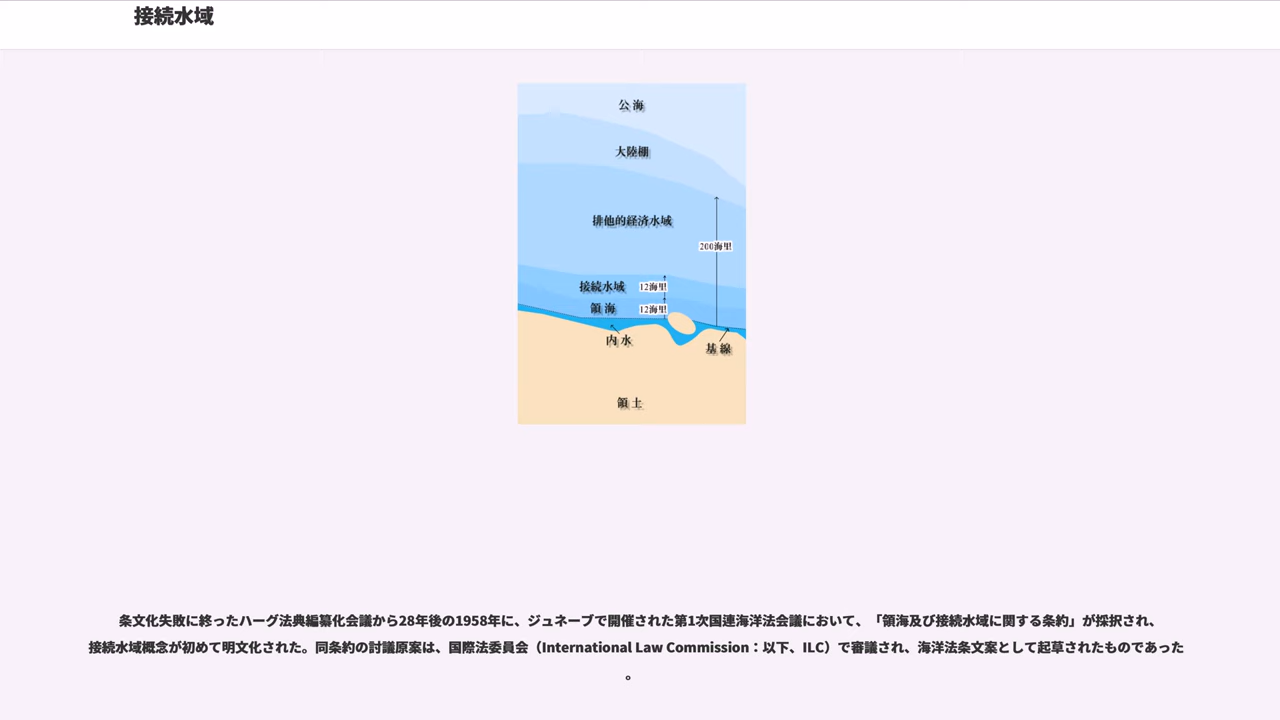 接続水域
公海
大陸棚
排他的経済水域
200海里
接続水域
12海里
領海
12海里
内水
基線
領土
条文化失敗に終ったハーグ法典編纂化会議から28年後の1958年に、ジュネーブで開催された第1次国連海洋法会議において、「領海及び接続水域に関する条約」が採択され、
接続水域概念が初めて明文化された。同条約の討議原案は、国際法委員会（International Law Commission：以下、ILC）で審議され、海洋法条文案として起草されたものであった
。